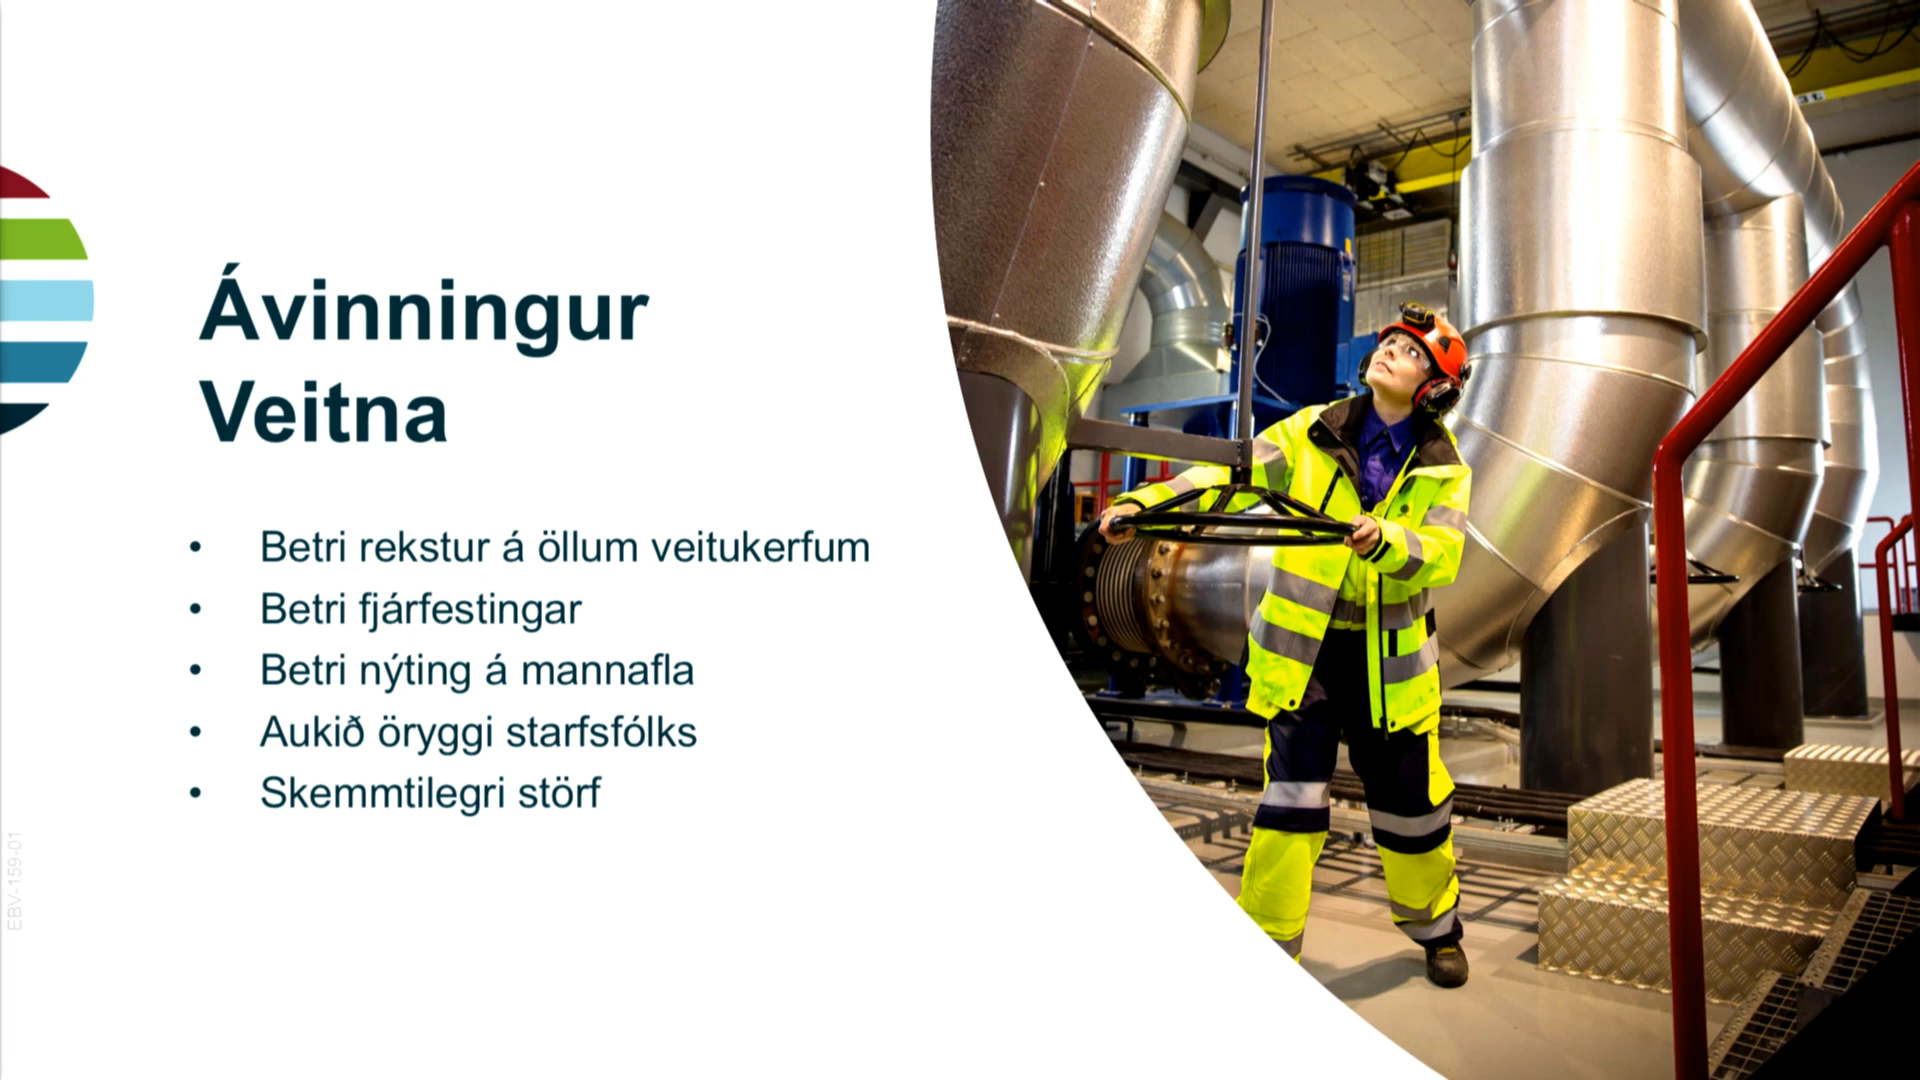 Ávinningur
Veitna
• Betri rekstur á öllum veitukerfum
• Betri fjárfestingar
• Betri nýting á mannafla
• Aukið öryggi starfsfólks
• Skemmtilegri störf
EBV-159-01